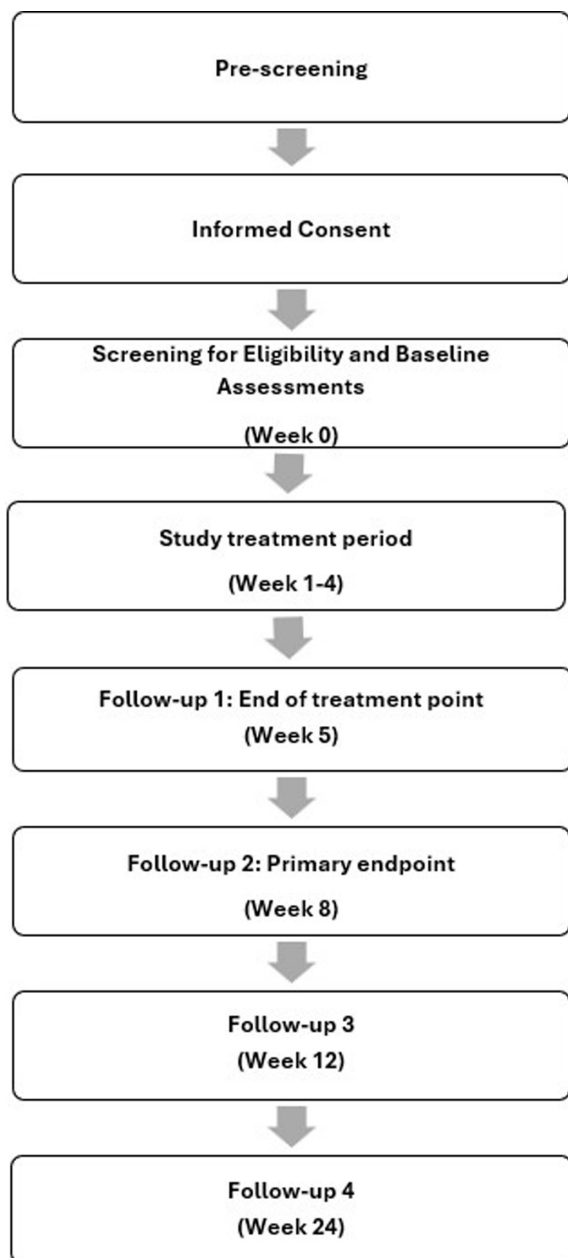 Pre-screening
Informed Consent
Screening for Eligibility and Baseline
Assessments
(Week 0)
Study treatment period
(Week 1-4)
Follow-up 1: End of treatment point
(Week 5)
Follow-up 2: Primary endpoint
(Week 8)
Follow-up 3
(Week 12)
Follow-up 4
(Week 24)